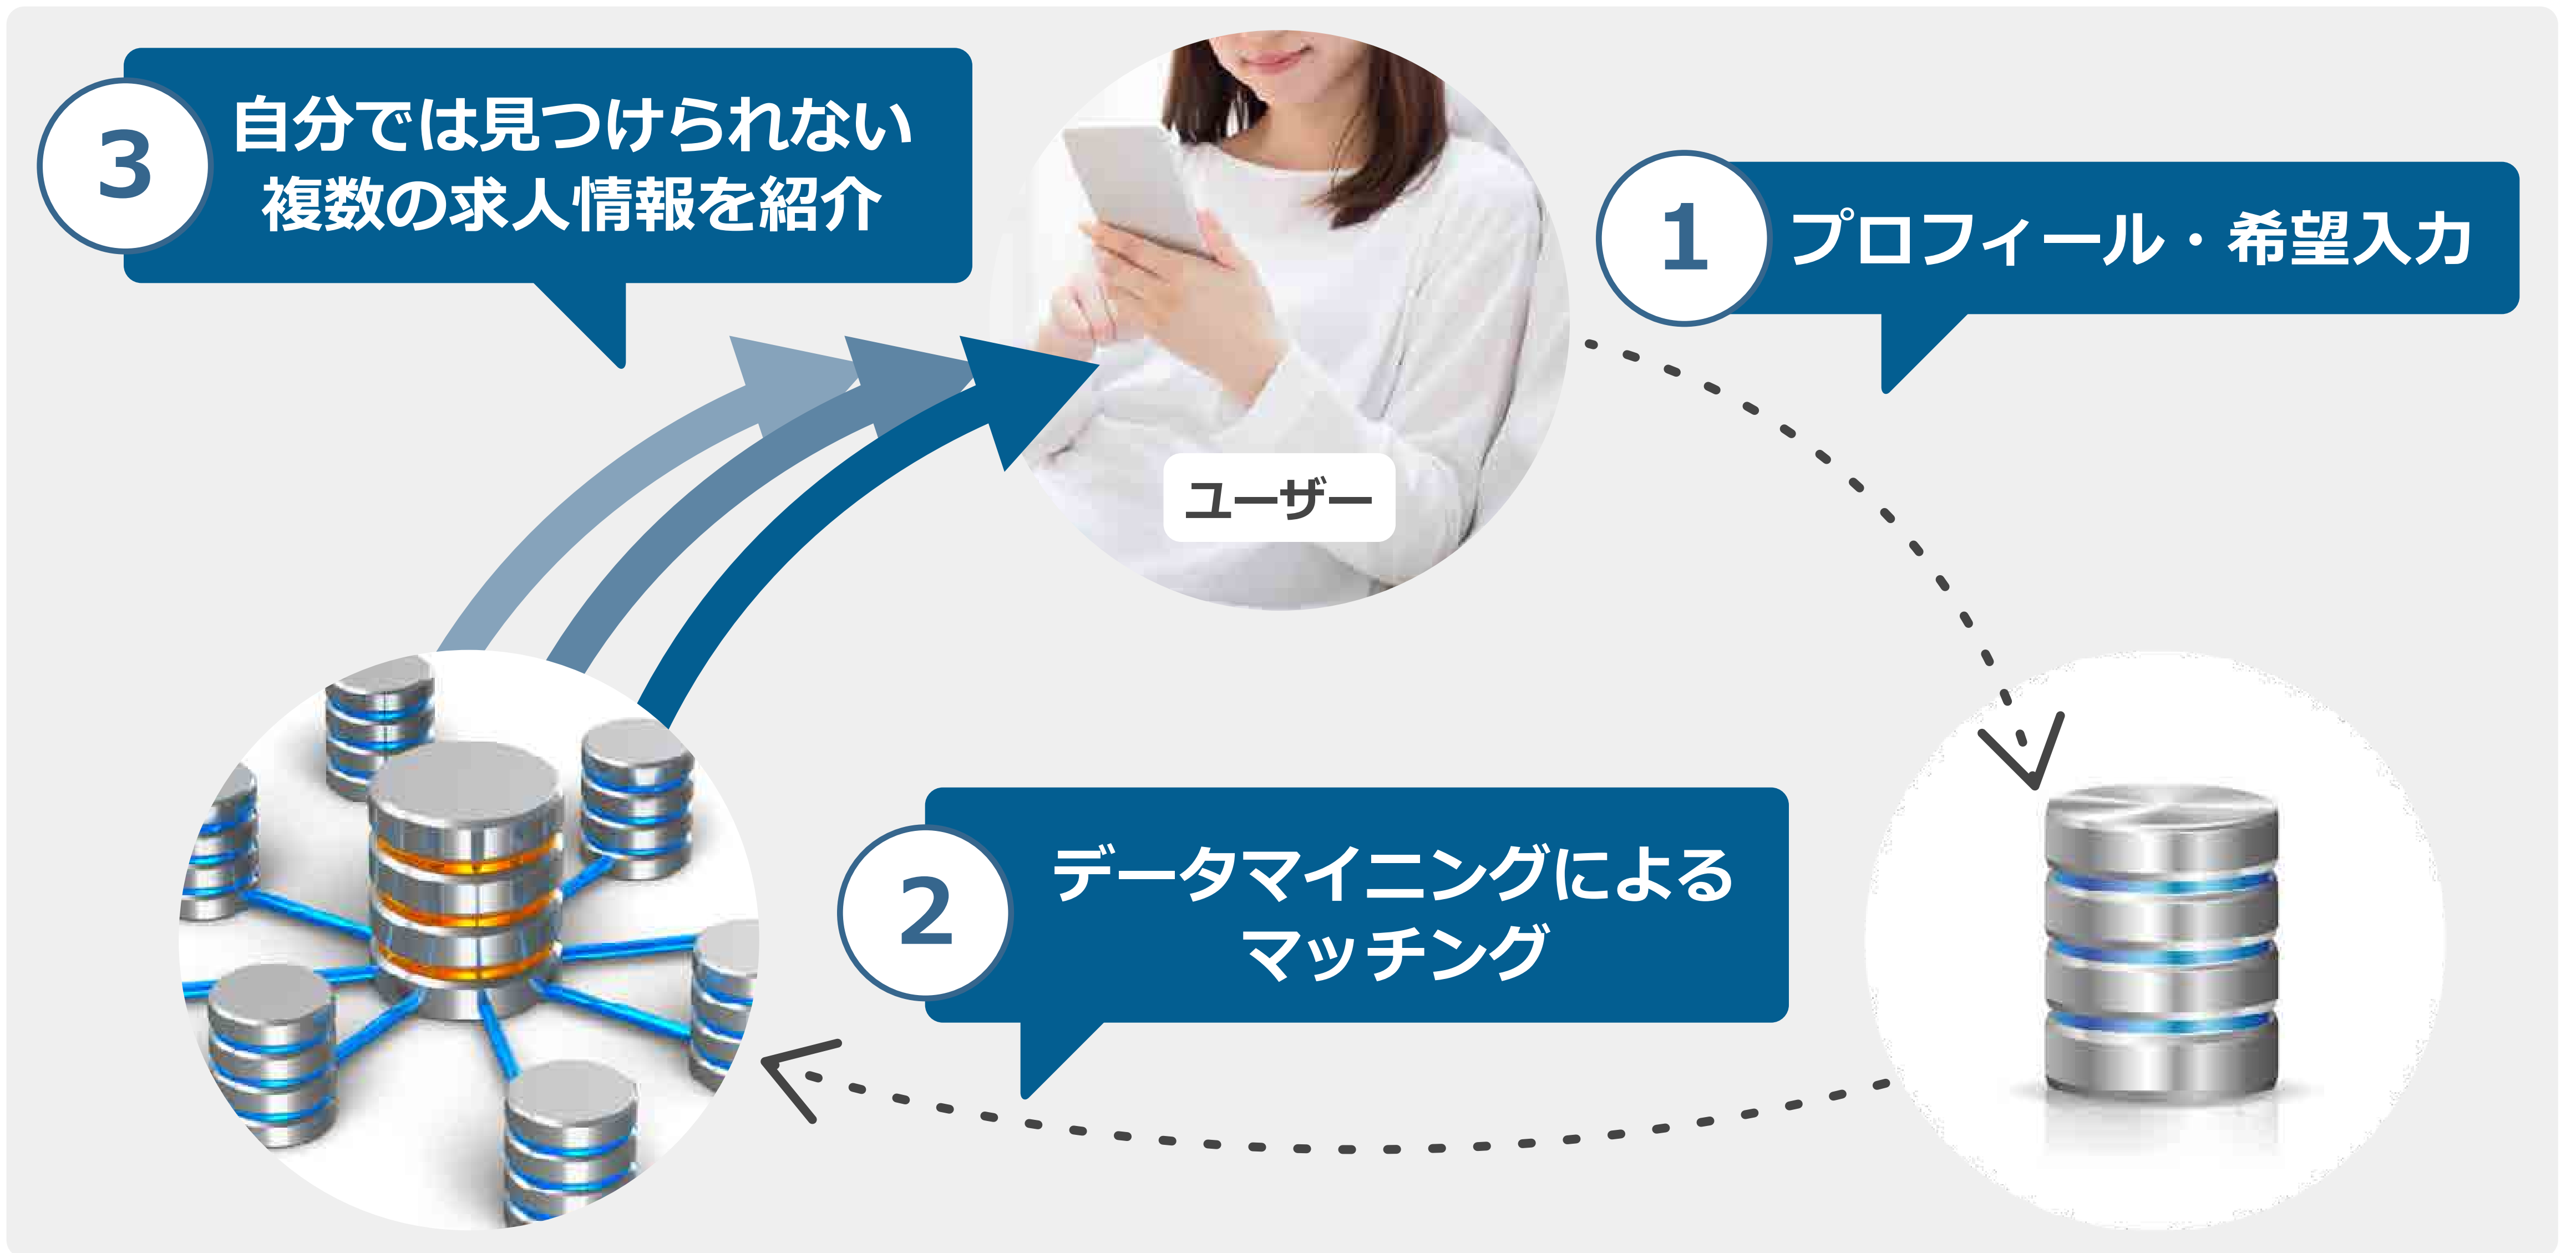 3
自分では見つけられない
複数の求人情報を紹介
1
プロフィール・希望入力
ユーザー
2
データマイニングによる
マッチング